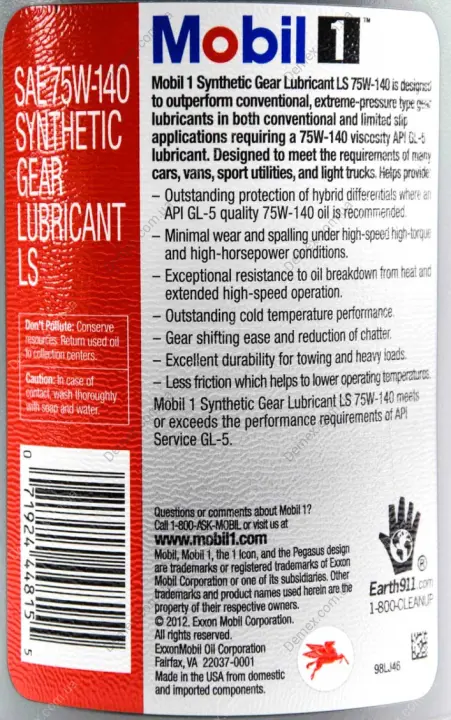 Mobil 1™
SAE 75W-140
SYNTHETIC
GEAR
LUBRICANT
LS
Don't Pollute: Conserve
resources. Return used oil
to collection centers.
Caution: In case of
contact, wash thoroughly
with soap and water.
0 71924 44815 5
Mobil 1 Synthetic Gear Lubricant LS 75W-140 is designed
to outperform conventional, extreme-pressure type gear
lubricants in both conventional and limited slip
applications requiring a 75W-140 viscosity API GL-5
lubricant. Designed to meet the requirements of many
cars, vans, sport utilities, and light trucks. Helps provide:
– Outstanding protection of hybrid differentials where an
API GL-5 quality 75W-140 oil is recommended.
– Minimal wear and spalling under high-speed high-torque
and high-horsepower conditions.
– Exceptional resistance to oil breakdown from heat and
extended high-speed operation.
– Outstanding cold temperature performance.
– Gear shifting ease and reduction of chatter.
– Excellent durability for towing and heavy loads.
– Less friction which helps to lower operating temperatures.
Mobil 1 Synthetic Gear Lubricant LS 75W-140 meets
or exceeds the performance requirements of API
Service GL-5.
Questions or comments about Mobil 1?
Call 1-800-ASK-MOBIL or visit us at
www.mobil1.com
Mobil, Mobil 1, the 1 Icon, and the Pegasus design
are trademarks or registered trademarks of Exxon
Mobil Corporation or one of its subsidiaries. Other
trademarks and product names used herein are the
property of their respective owners.
© 2012. Exxon Mobil Corporation.
All rights reserved.
ExxonMobil Oil Corporation
Fairfax, VA 22037-0001
Made in the USA from domestic
and imported components.
®
Earth911.com
1-800-CLEANUP
98LJ46